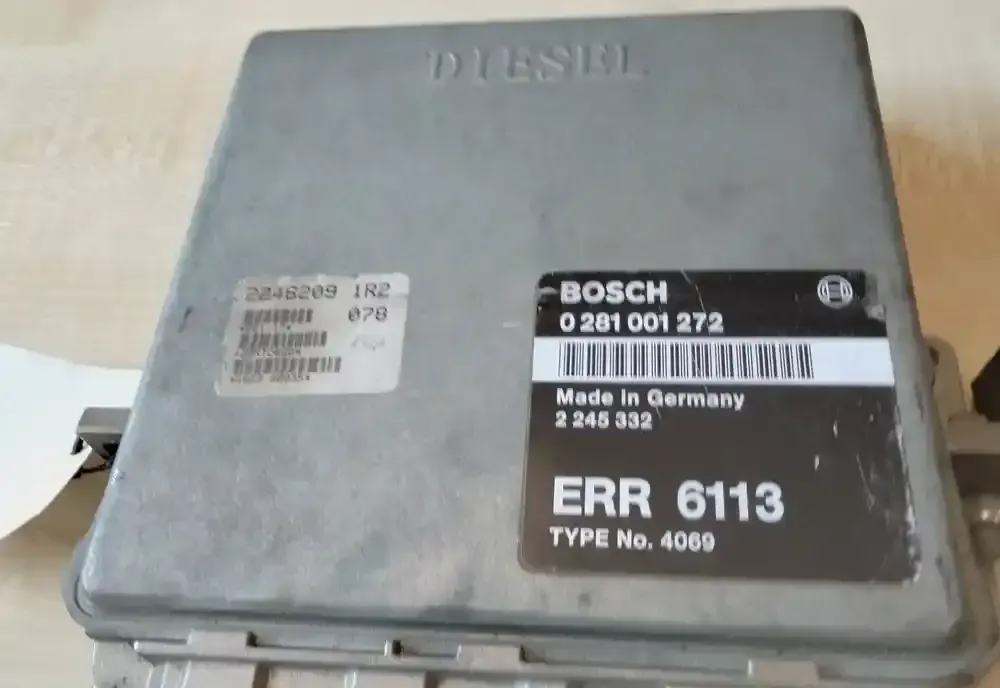 DIESEL
2246209 1R2
078
BOSCH
0 281 001 272
Made in Germany
2 245 332
ERR 6113
TYPE No. 4069